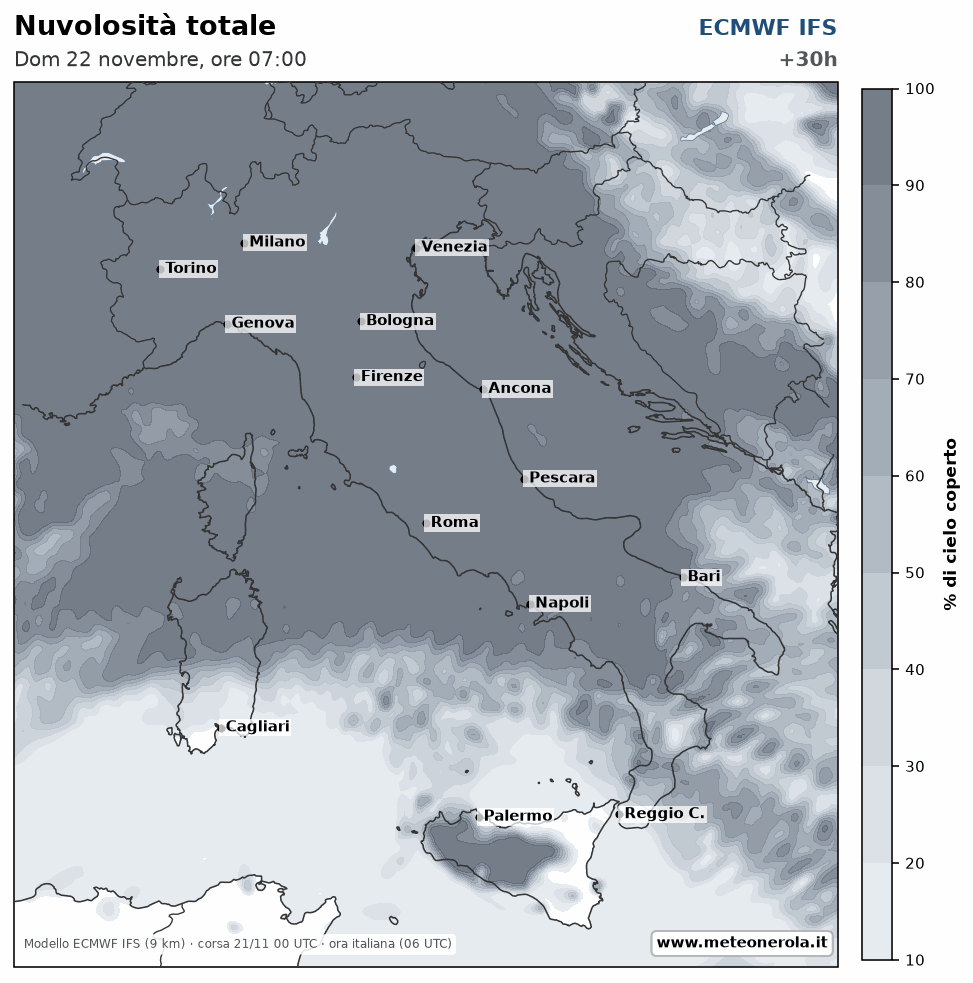 Nuvolosità totale
ECMWF IFS
Dom 22 novembre, ore 07:00
+30h
Milano
Venezia
Torino
Genova
Bologna
Firenze
Ancona
Pescara
Roma
Bari
Napoli
Cagliari
Palermo
Reggio C.
100
90
80
70
60
50
40
30
20
10
% di cielo coperto
Modello ECMWF IFS (9 km) · corsa 21/11 00 UTC · ora italiana (06 UTC)
www.meteonerola.it